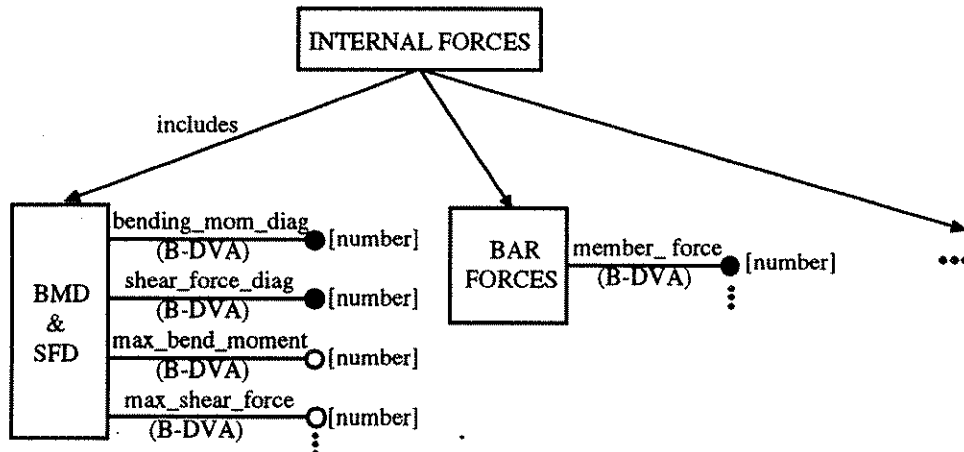 INTERNAL FORCES
includes
BMD
&
SFD
bending_mom_diag
(B-DVA)
[number]
shear_force_diag
(B-DVA)
[number]
max_bend_moment
(B-DVA)
[number]
max_shear_force
(B-DVA)
[number]
BAR
FORCES
member_ force
(B-DVA)
[number]